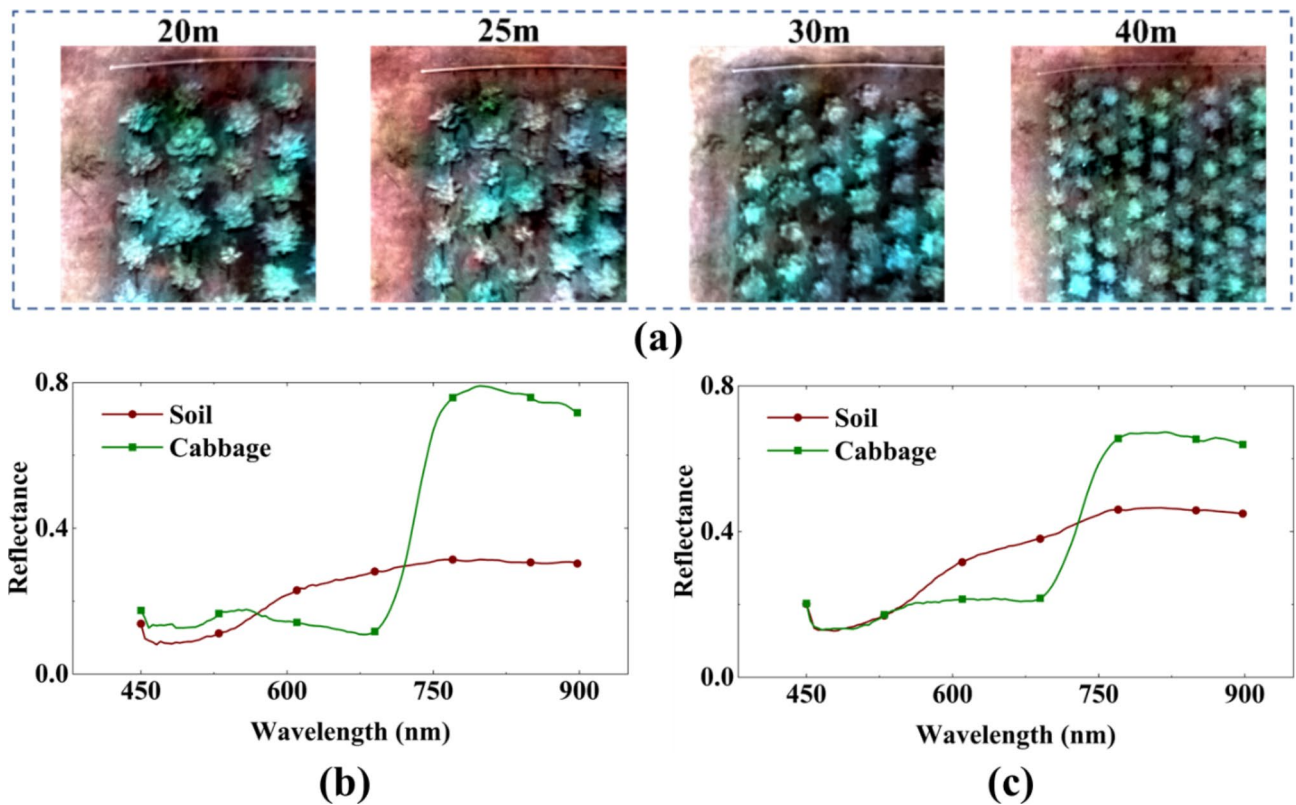 20m 25m 30m 40m
(a)
0.8
0.4
0.0
Reflectance
Soil
Cabbage
450 600 750 900
Wavelength (nm)
(b)
0.8
0.4
0.0
Reflectance
Soil
Cabbage
450 600 750 900
Wavelength (nm)
(c)